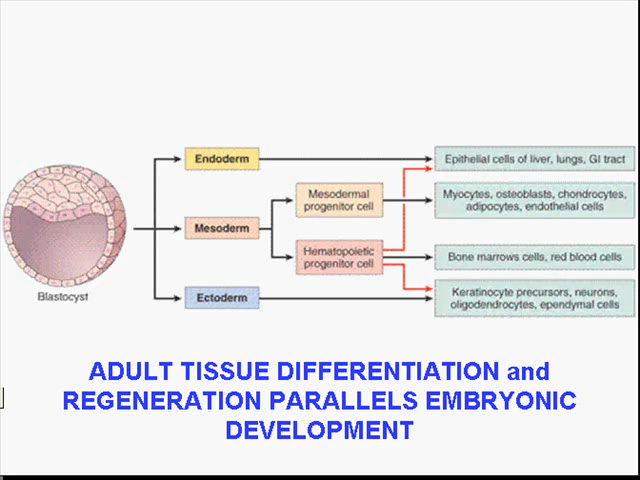 Endoderm
Epithelial cells of liver, lungs, GI tract
Mesodermal
progenitor cell
Myocytes, osteoblasts, chondrocytes,
adipocytes, endothelial cells
Mesoderm
Hematopoietic
progenitor cell
Bone marrows cells, red blood cells
Blastocyst
Ectoderm
Keratinocyte precursors, neurons,
oligodendrocytes, ependymal cells
ADULT TISSUE DIFFERENTIATION and
REGENERATION PARALLELS EMBRYONIC
DEVELOPMENT